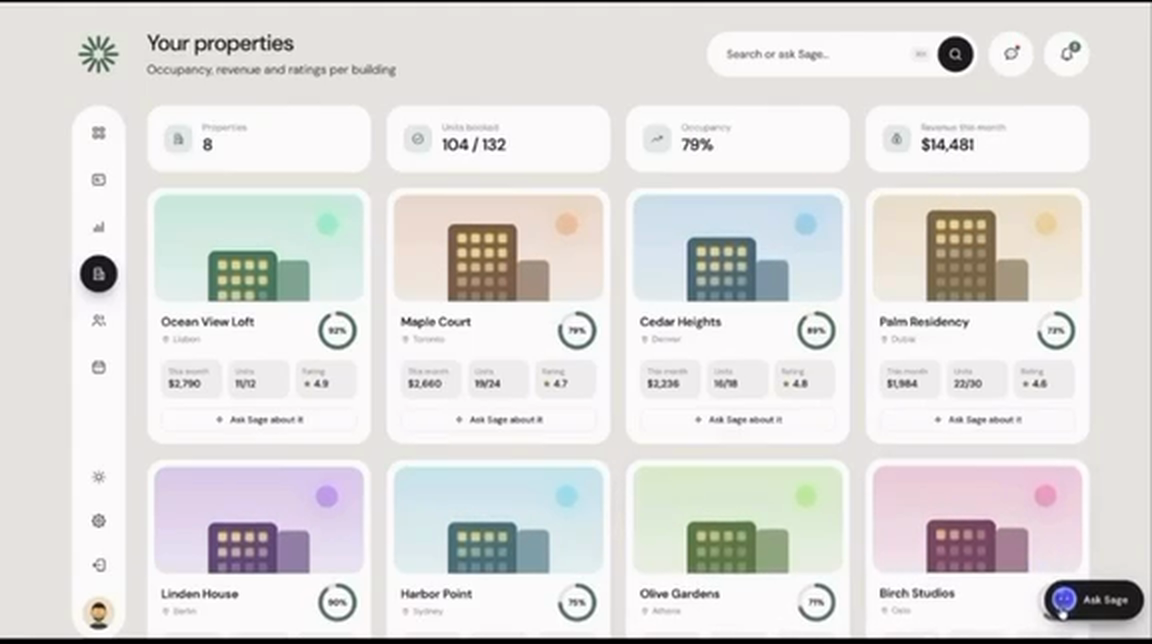 Your properties
Occupancy, revenue and ratings per building
Search or ask Sage...
Properties
8
Units booked
104 / 132
Occupancy
79%
Revenue this month
$14,481
Ocean View Loft
Lisbon
92%
This month
$2,790
Units
11/12
Rating
★ 4.9
Ask Sage about it
Maple Court
Toronto
79%
This month
$2,660
Units
19/24
Rating
★ 4.7
Ask Sage about it
Cedar Heights
Denver
89%
This month
$2,236
Units
16/18
Rating
★ 4.8
Ask Sage about it
Palm Residency
Dubai
73%
This month
$1,984
Units
22/30
Rating
★ 4.6
Ask Sage about it
Linden House
Berlin
90%
Harbor Point
Sydney
75%
Olive Gardens
Athens
71%
Birch Studios
Oslo
Ask Sage